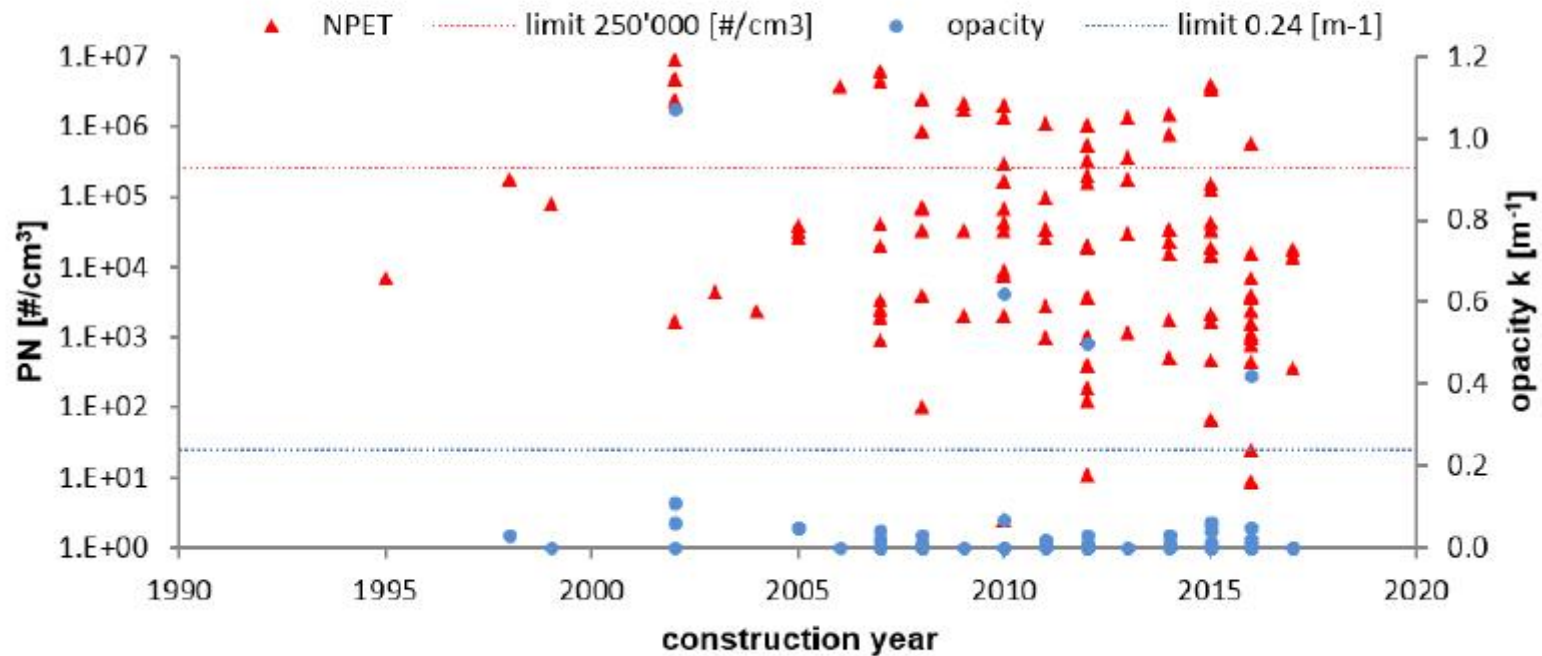 NPET limit 250'000 [#/cm3] opacity limit 0.24 [m-1]
1.E+07
1.E+06
1.E+05
1.E+04
1.E+03
1.E+02
1.E+01
1.E+00
PN [#/cm³]
1.2
1.0
0.8
0.6
0.4
0.2
0.0
opacity k [m⁻¹]
1990 1995 2000 2005 2010 2015 2020
construction year